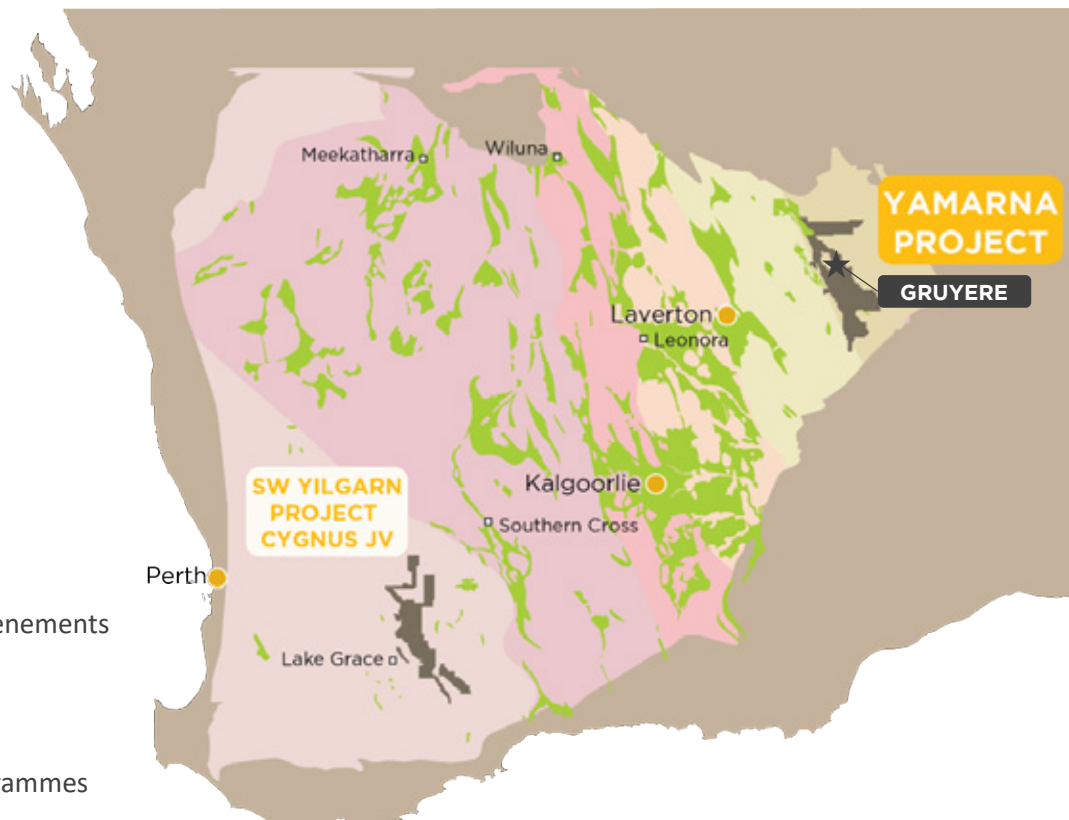 Meekatharra
Wiluna
YAMARNA
PROJECT
GRUYERE
Laverton
Leonora
Kalgoorlie
SW YILGARN
PROJECT
CYGNUS JV
Southern Cross
Perth
enements
Lake Grace
rammes